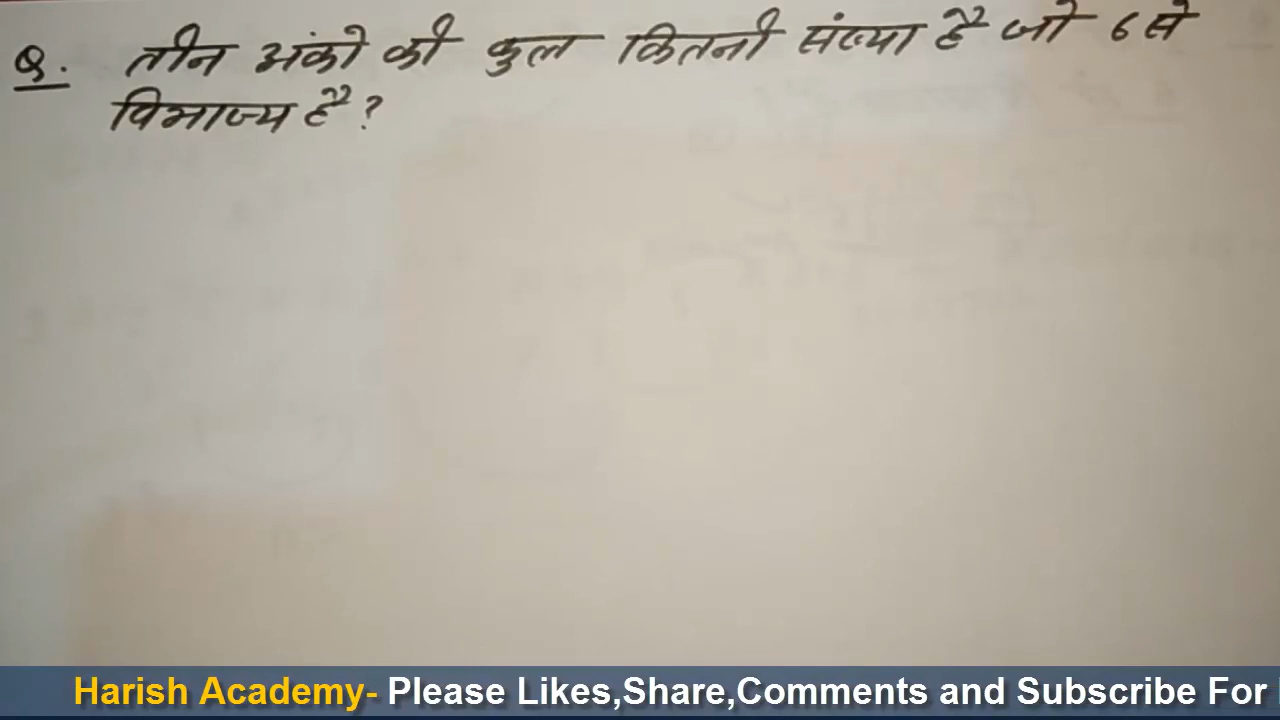 Q. तीन अंको की कुल कितनी संख्या है जो 6 से
विभाज्य है ?
Harish Academy- Please Likes,Share,Comments and Subscribe For